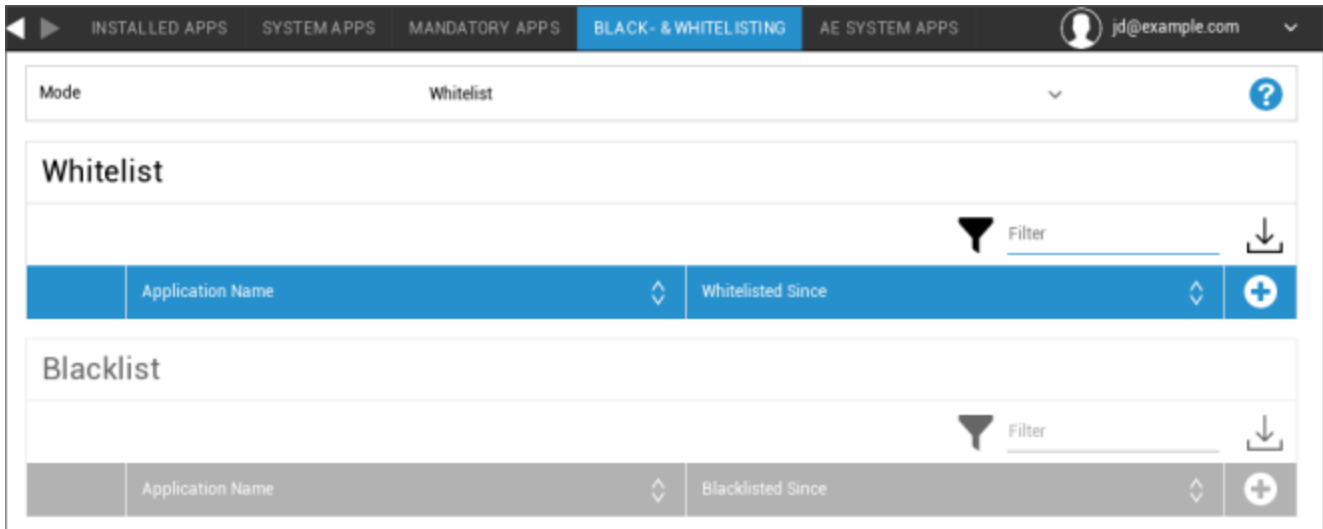 INSTALLED APPS SYSTEM APPS MANDATORY APPS BLACK- & WHITELISTING AE SYSTEM APPS jd@example.com
Mode Whitelist ?
Whitelist
Filter
Application Name Whitelisted Since
Blacklist
Filter
Application Name Blacklisted Since